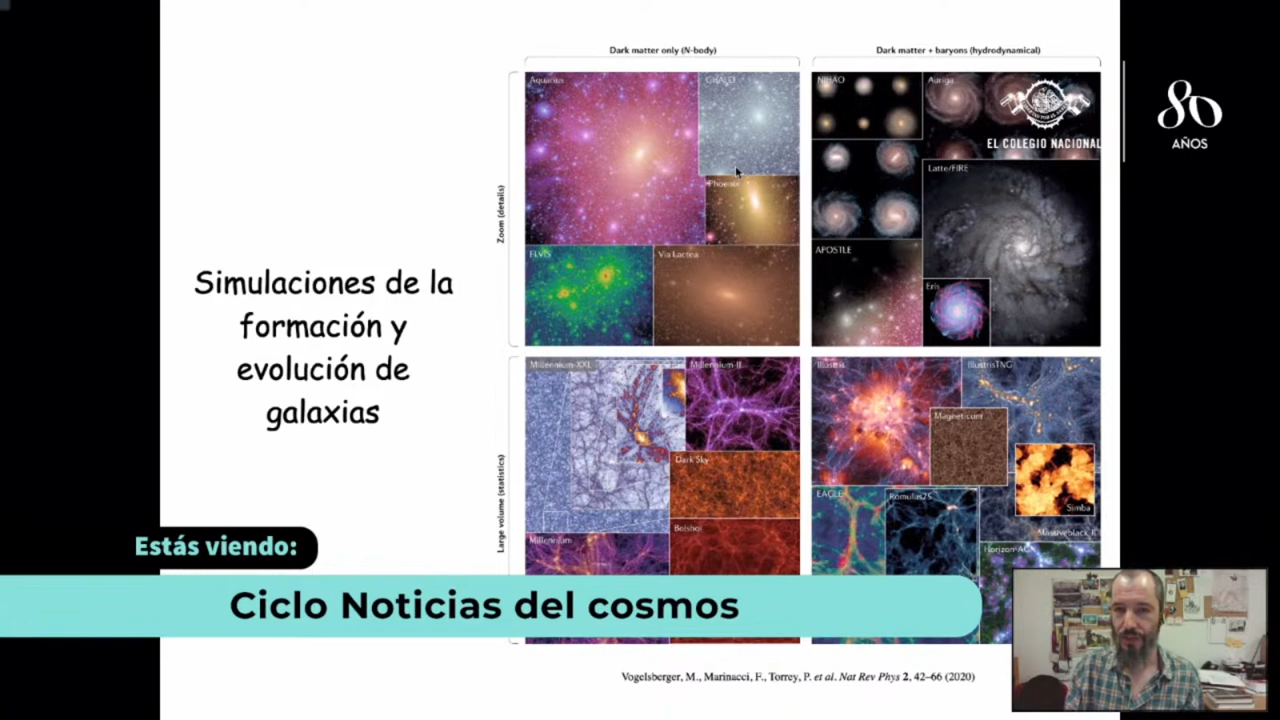 Dark matter only (N-body)
Dark matter + baryons (hydrodynamical)
Aquarius
GHALO
NIHAO
Auriga
EL COLEGIO NACIONAL
80
AÑOS
Zoom (details)
Phoenix
Latte/FIRE
ELVIS
Via Lactea
APOSTLE
Eris
Simulaciones de la
formación y
evolución de
galaxias
Large volume (statistics)
Millennium-XXL
Millennium-II
Illustris
IllustrisTNG
Magneticum
Dark Sky
EAGLE
Romulus25
Simba
Bolshoi
Massiveblack-II
Millennium
Horizon-AGN
Estás viendo:
Ciclo Noticias del cosmos
Vogelsberger, M., Marinacci, F., Torrey, P. et al. Nat Rev Phys 2, 42–66 (2020)